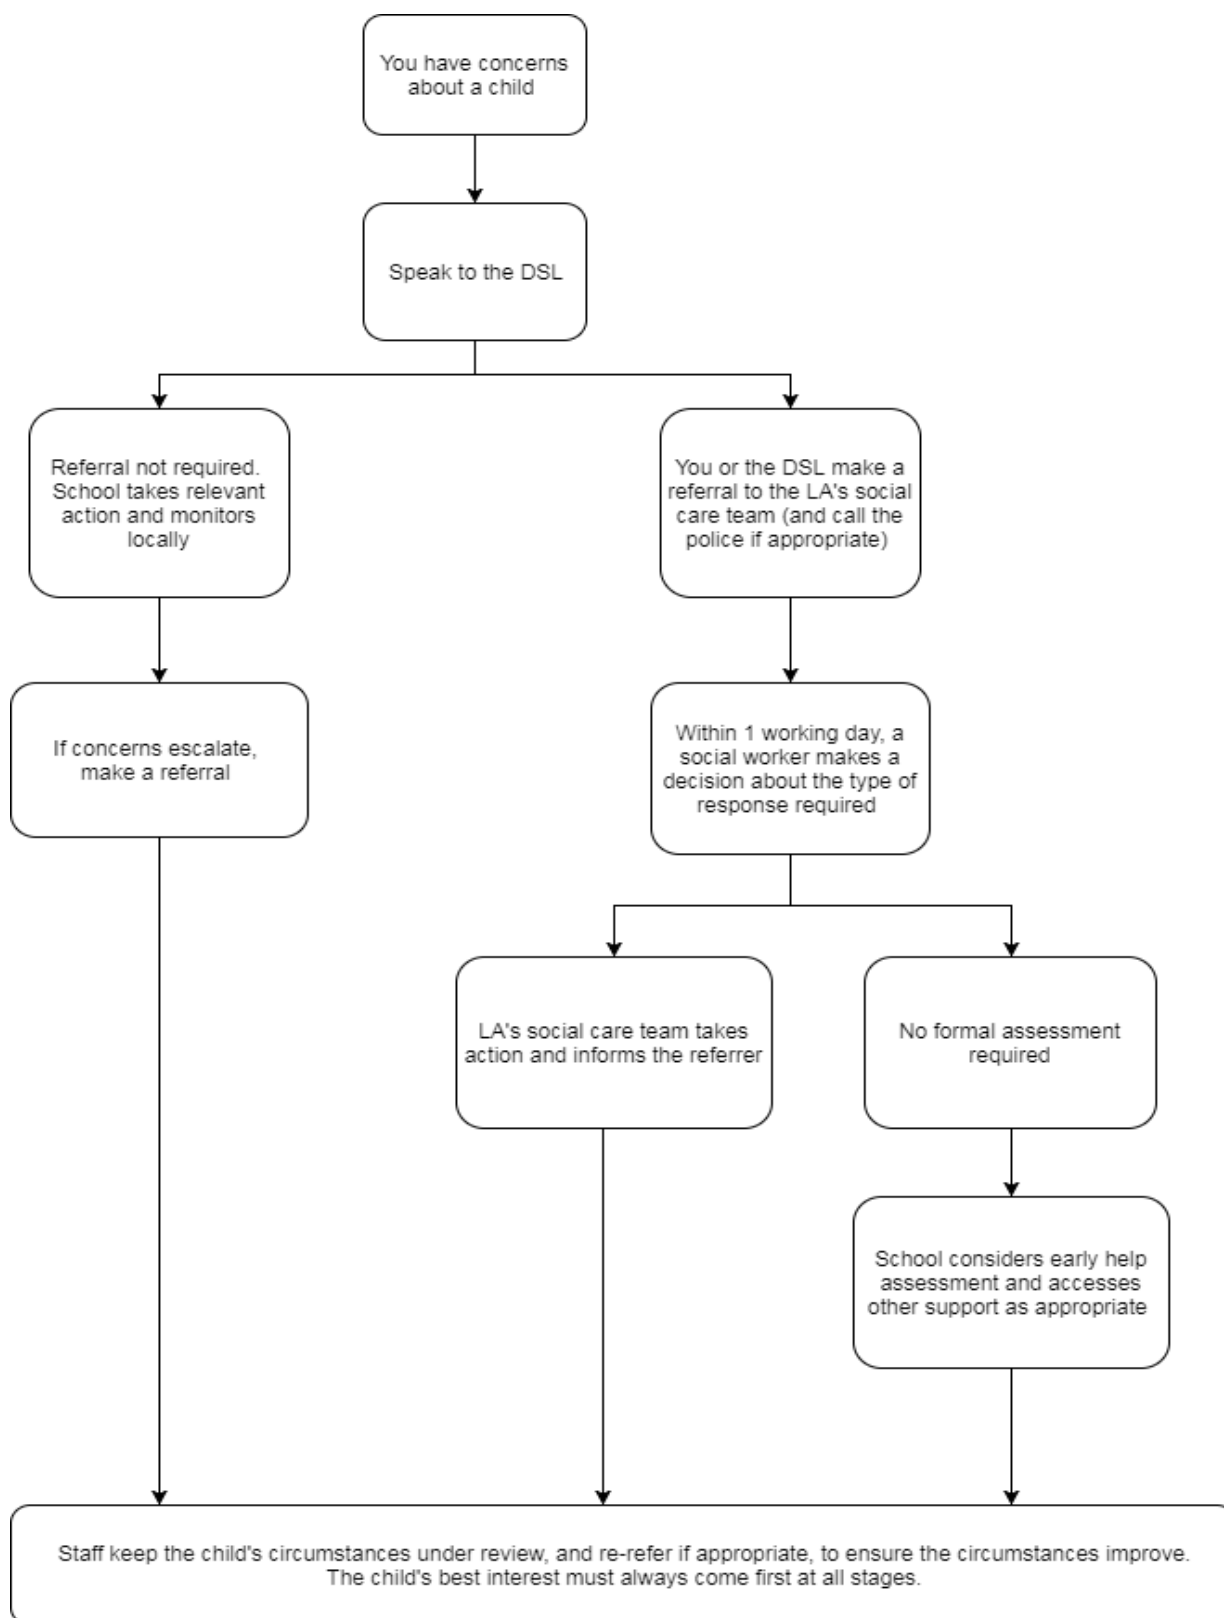 You have concerns
about a child
Speak to the DSL
Referral not required.
School takes relevant
action and monitors
locally
You or the DSL make a
referral to the LA's social
care team (and call the
police if appropriate)
If concerns escalate,
make a referral
Within 1 working day, a
social worker makes a
decision about the type of
response required
LA's social care team takes
action and informs the referrer
No formal assessment
required
School considers early help
assessment and accesses
other support as appropriate
Staff keep the child's circumstances under review, and re-refer if appropriate, to ensure the circumstances improve.
The child's best interest must always come first at all stages.